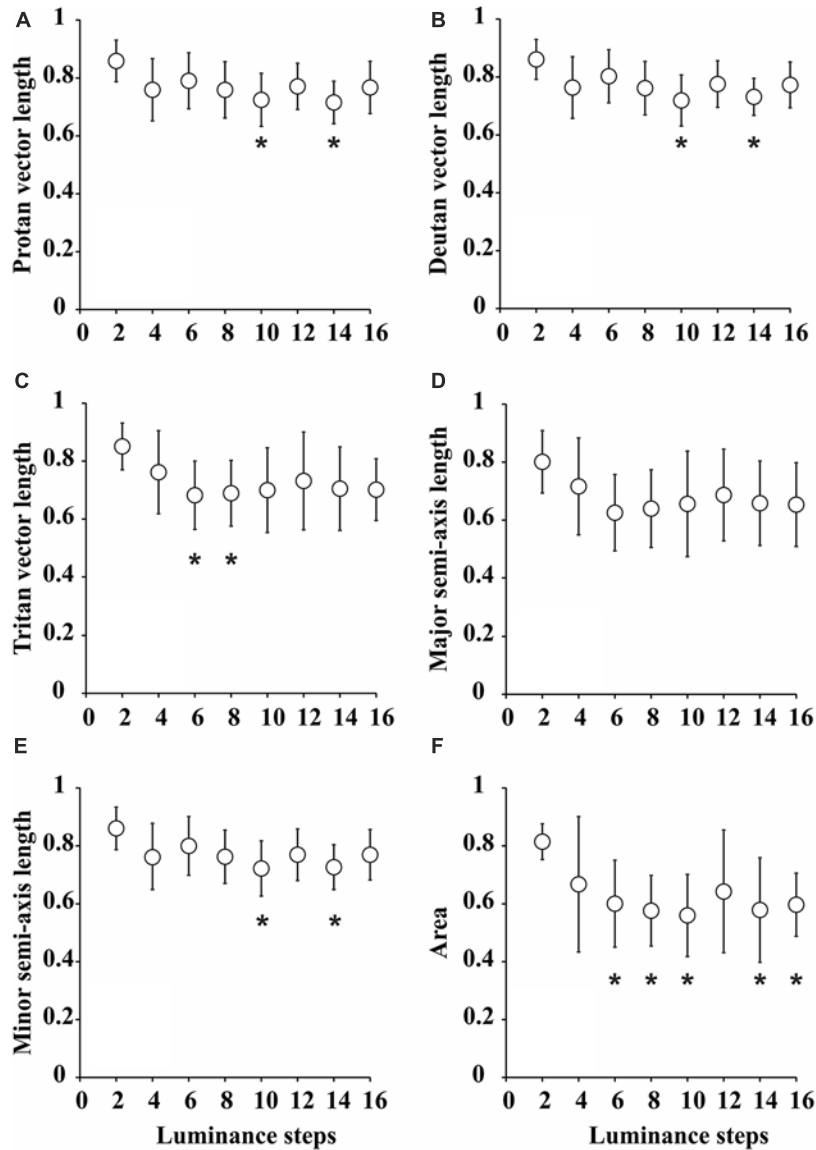 A
Protan vector length
1
0.8
0.6
0.4
0.2
0
0 2 4 6 8 10 12 14 16
* *
B
Deutan vector length
1
0.8
0.6
0.4
0.2
0
0 2 4 6 8 10 12 14 16
* *
C
Tritan vector length
1
0.8
0.6
0.4
0.2
0
0 2 4 6 8 10 12 14 16
* *
D
Major semi-axis length
1
0.8
0.6
0.4
0.2
0
0 2 4 6 8 10 12 14 16
E
Minor semi-axis length
1
0.8
0.6
0.4
0.2
0
0 2 4 6 8 10 12 14 16
* *
Luminance steps
F
Area
1
0.8
0.6
0.4
0.2
0
0 2 4 6 8 10 12 14 16
* * * * *
Luminance steps